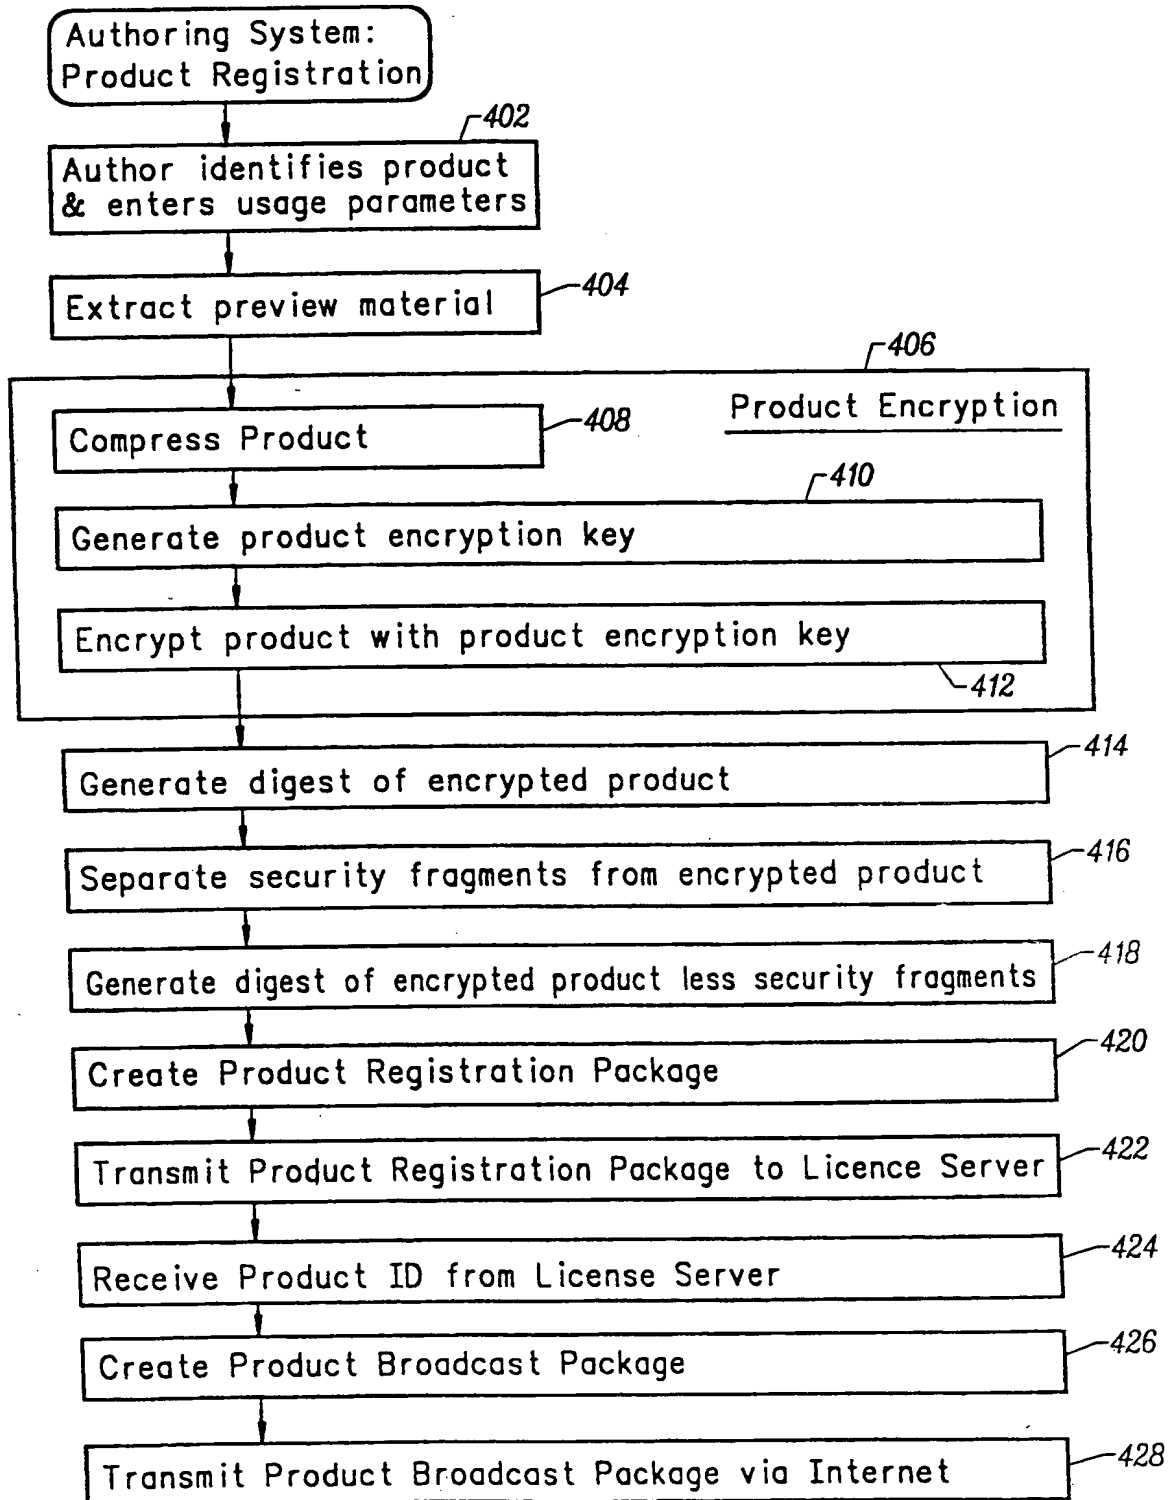 Authoring System:
Product Registration
402
Author identifies product
& enters usage parameters
Extract preview material
404
406
Product Encryption
Compress Product
408
410
Generate product encryption key
Encrypt product with product encryption key
412
414
Generate digest of encrypted product
416
Separate security fragments from encrypted product
418
Generate digest of encrypted product less security fragments
420
Create Product Registration Package
422
Transmit Product Registration Package to Licence Server
424
Receive Product ID from License Server
426
Create Product Broadcast Package
428
Transmit Product Broadcast Package via Internet